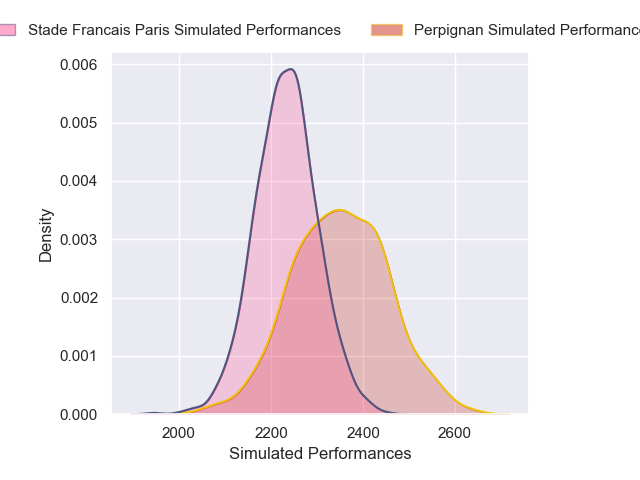 Stade Francais Paris Simulated Performances
Perpignan Simulated Performanc
0.006
0.005
0.004
0.003
0.002
0.001
0.000
Density
2000 2200 2400 2600
Simulated Performances